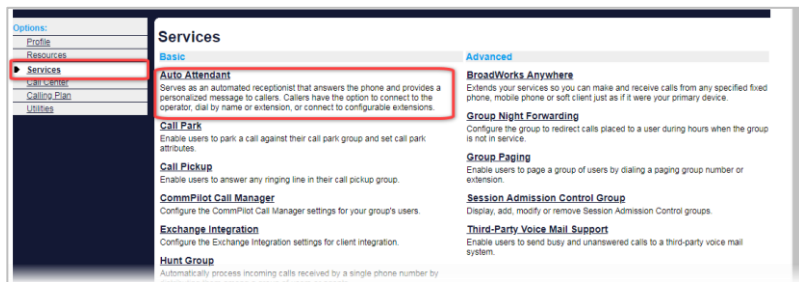 Options:
Profile
Resources
Services
Call Center
Calling Plan
Utilities
Services
Basic
Auto Attendant
Serves as an automated receptionist that answers the phone and provides a
personalized message to callers. Callers have the option to connect to the
operator, dial by name or extension, or connect to configurable extensions.
Call Park
Enable users to park a call against their call park group and set call park
attributes.
Call Pickup
Enable users to answer any ringing line in their call pickup group.
CommPilot Call Manager
Configure the CommPilot Call Manager settings for your group's users.
Exchange Integration
Configure the Exchange Integration settings for client integration.
Hunt Group
Automatically process incoming calls received by a single phone number by
Advanced
BroadWorks Anywhere
Extends your services so you can make and receive calls from any specified fixed
phone, mobile phone or soft client just as if it were your primary device.
Group Night Forwarding
Configure the group to redirect calls placed to a user during hours when the group
is not in service.
Group Paging
Enable users to page a group of users by dialing a paging group number or
extension.
Session Admission Control Group
Display, add, modify or remove Session Admission Control groups.
Third-Party Voice Mail Support
Enable users to send busy and unanswered calls to a third-party voice mail
system.